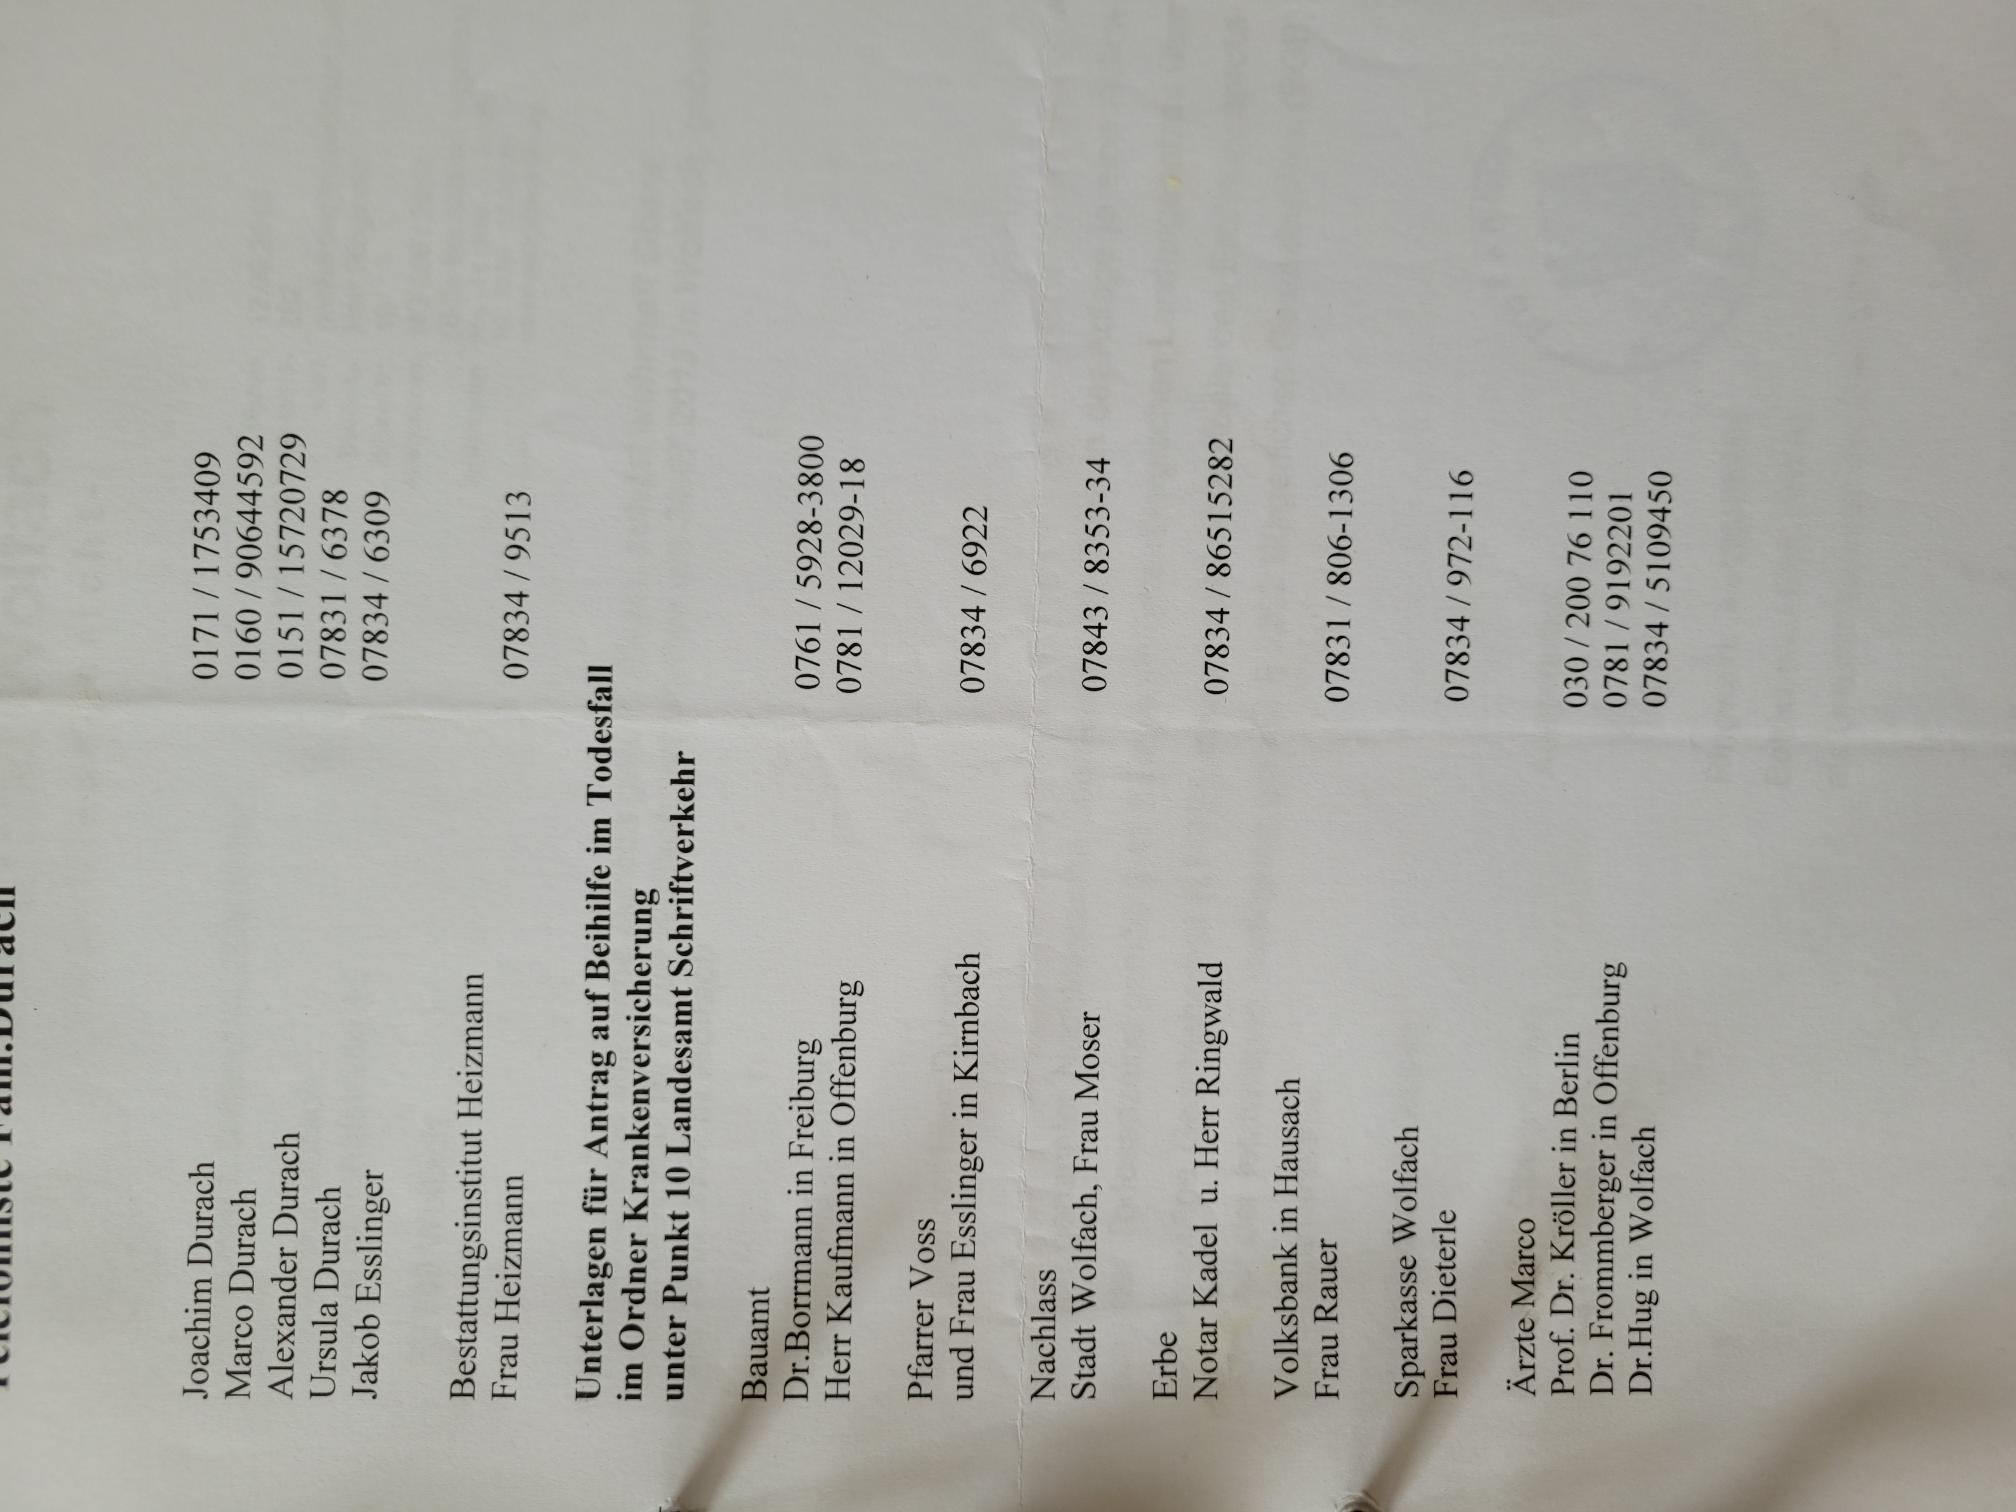 Telefonliste Fam.Durach
Joachim Durach 0171 / 1753409
Marco Durach 0160 / 90644592
Alexander Durach 0151 / 15720729
Ursula Durach 07831 / 6378
Jakob Esslinger 07834 / 6309
Bestattungsinstitut Heizmann
Frau Heizmann 07834 / 9513
Unterlagen für Antrag auf Beihilfe im Todesfall
im Ordner Krankenversicherung
unter Punkt 10 Landesamt Schriftverkehr
Bauamt
Dr.Borrmann in Freiburg 0761 / 5928-3800
Herr Kaufmann in Offenburg 0781 / 12029-18
Pfarrer Voss
und Frau Esslinger in Kirnbach 07834 / 6922
Nachlass
Stadt Wolfach, Frau Moser 07843 / 8353-34
Erbe
Notar Kadel u. Herr Ringwald 07834 / 86515282
Volksbank in Hausach
Frau Rauer 07831 / 806-1306
Sparkasse Wolfach
Frau Dieterle 07834 / 972-116
Ärzte Marco
Prof. Dr. Kröller in Berlin 030 / 200 76 110
Dr. Frommberger in Offenburg 0781 / 9192201
Dr.Hug in Wolfach 07834 / 5109450